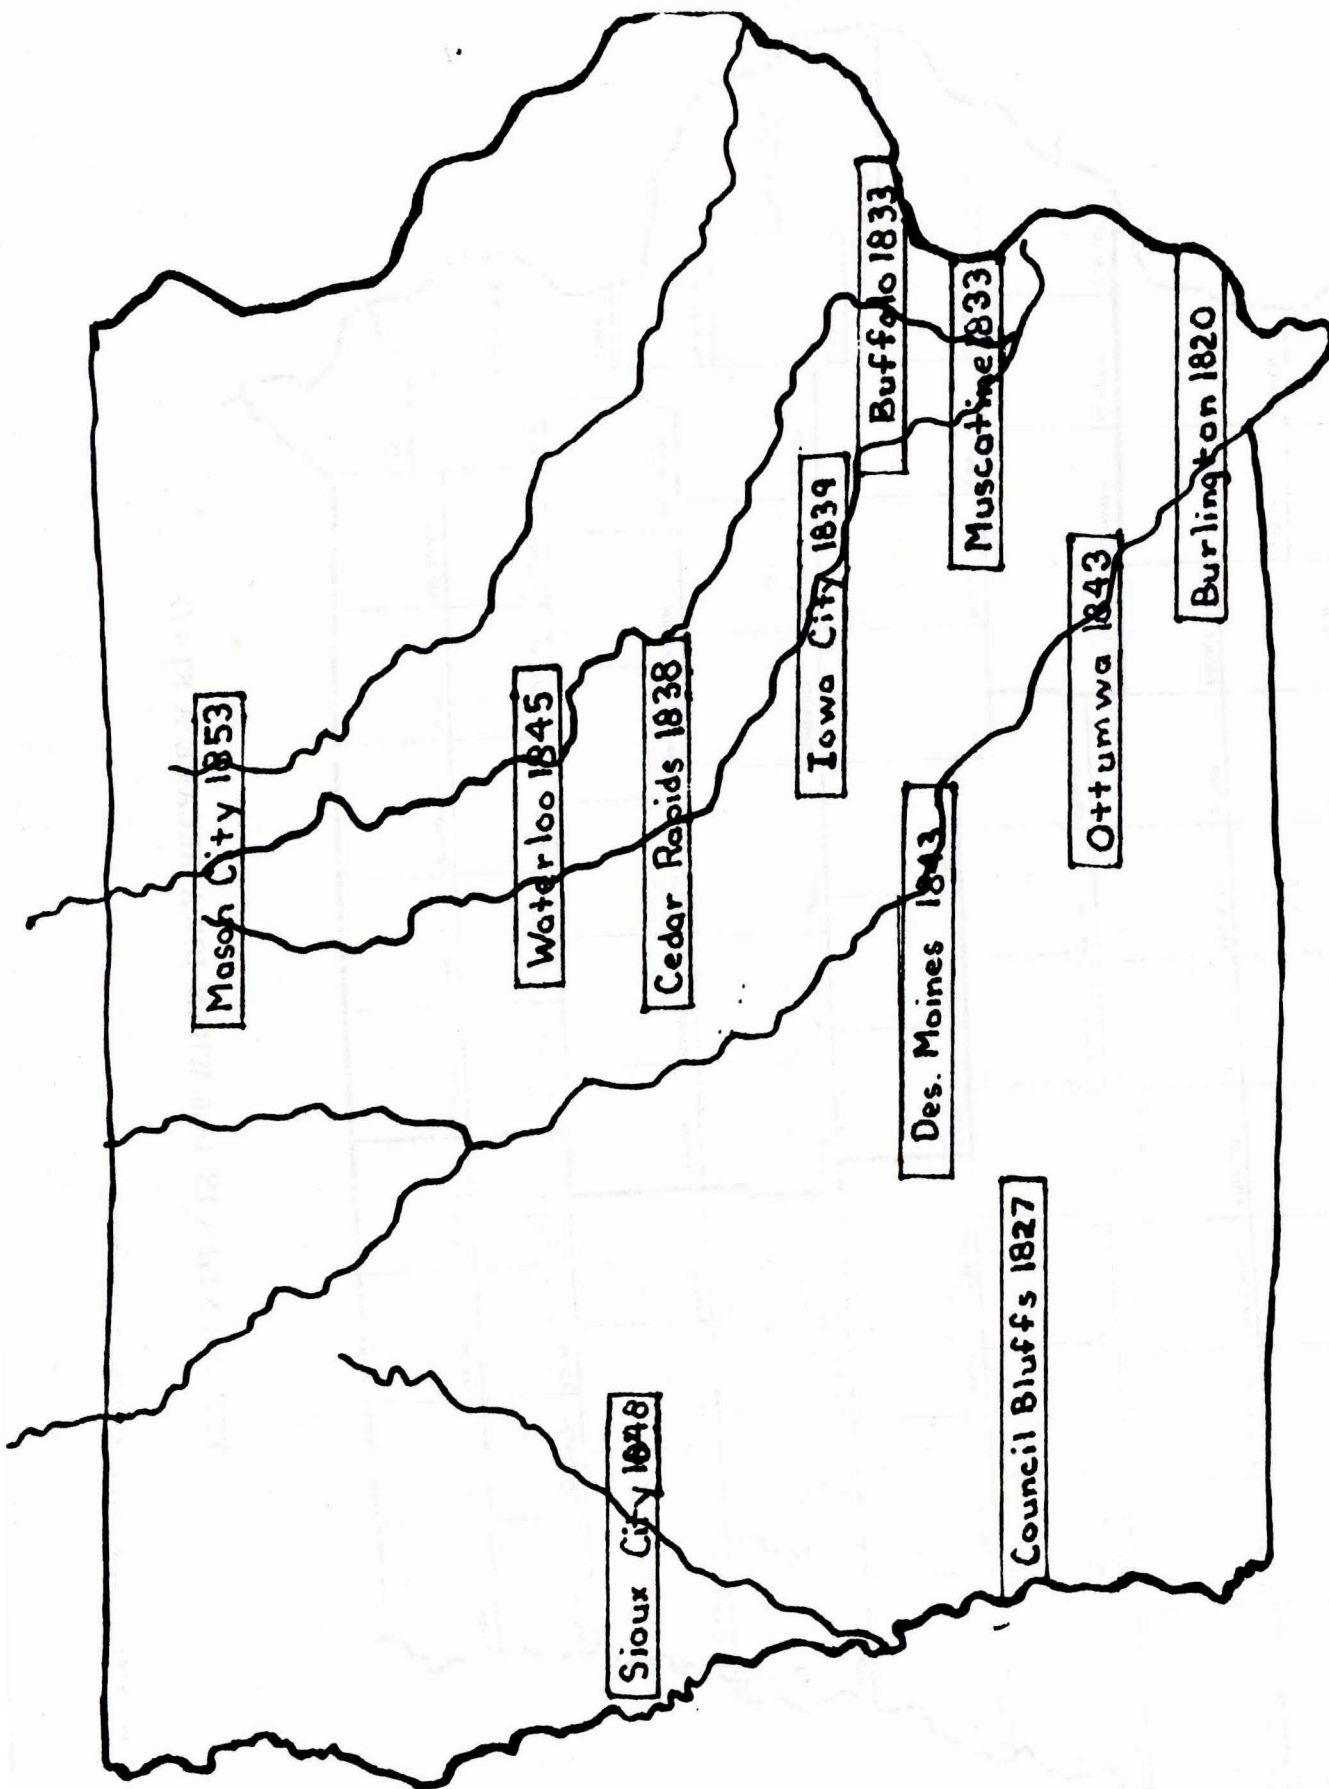 Mason City 1853
Waterloo 1845
Cedar Rapids 1838
Sioux City 1848
Iowa City 1839
Buffalo 1833
Des. Moines 1843
Muscatine 1833
Council Bluffs 1827
Ottumwa 1843
Burlington 1820